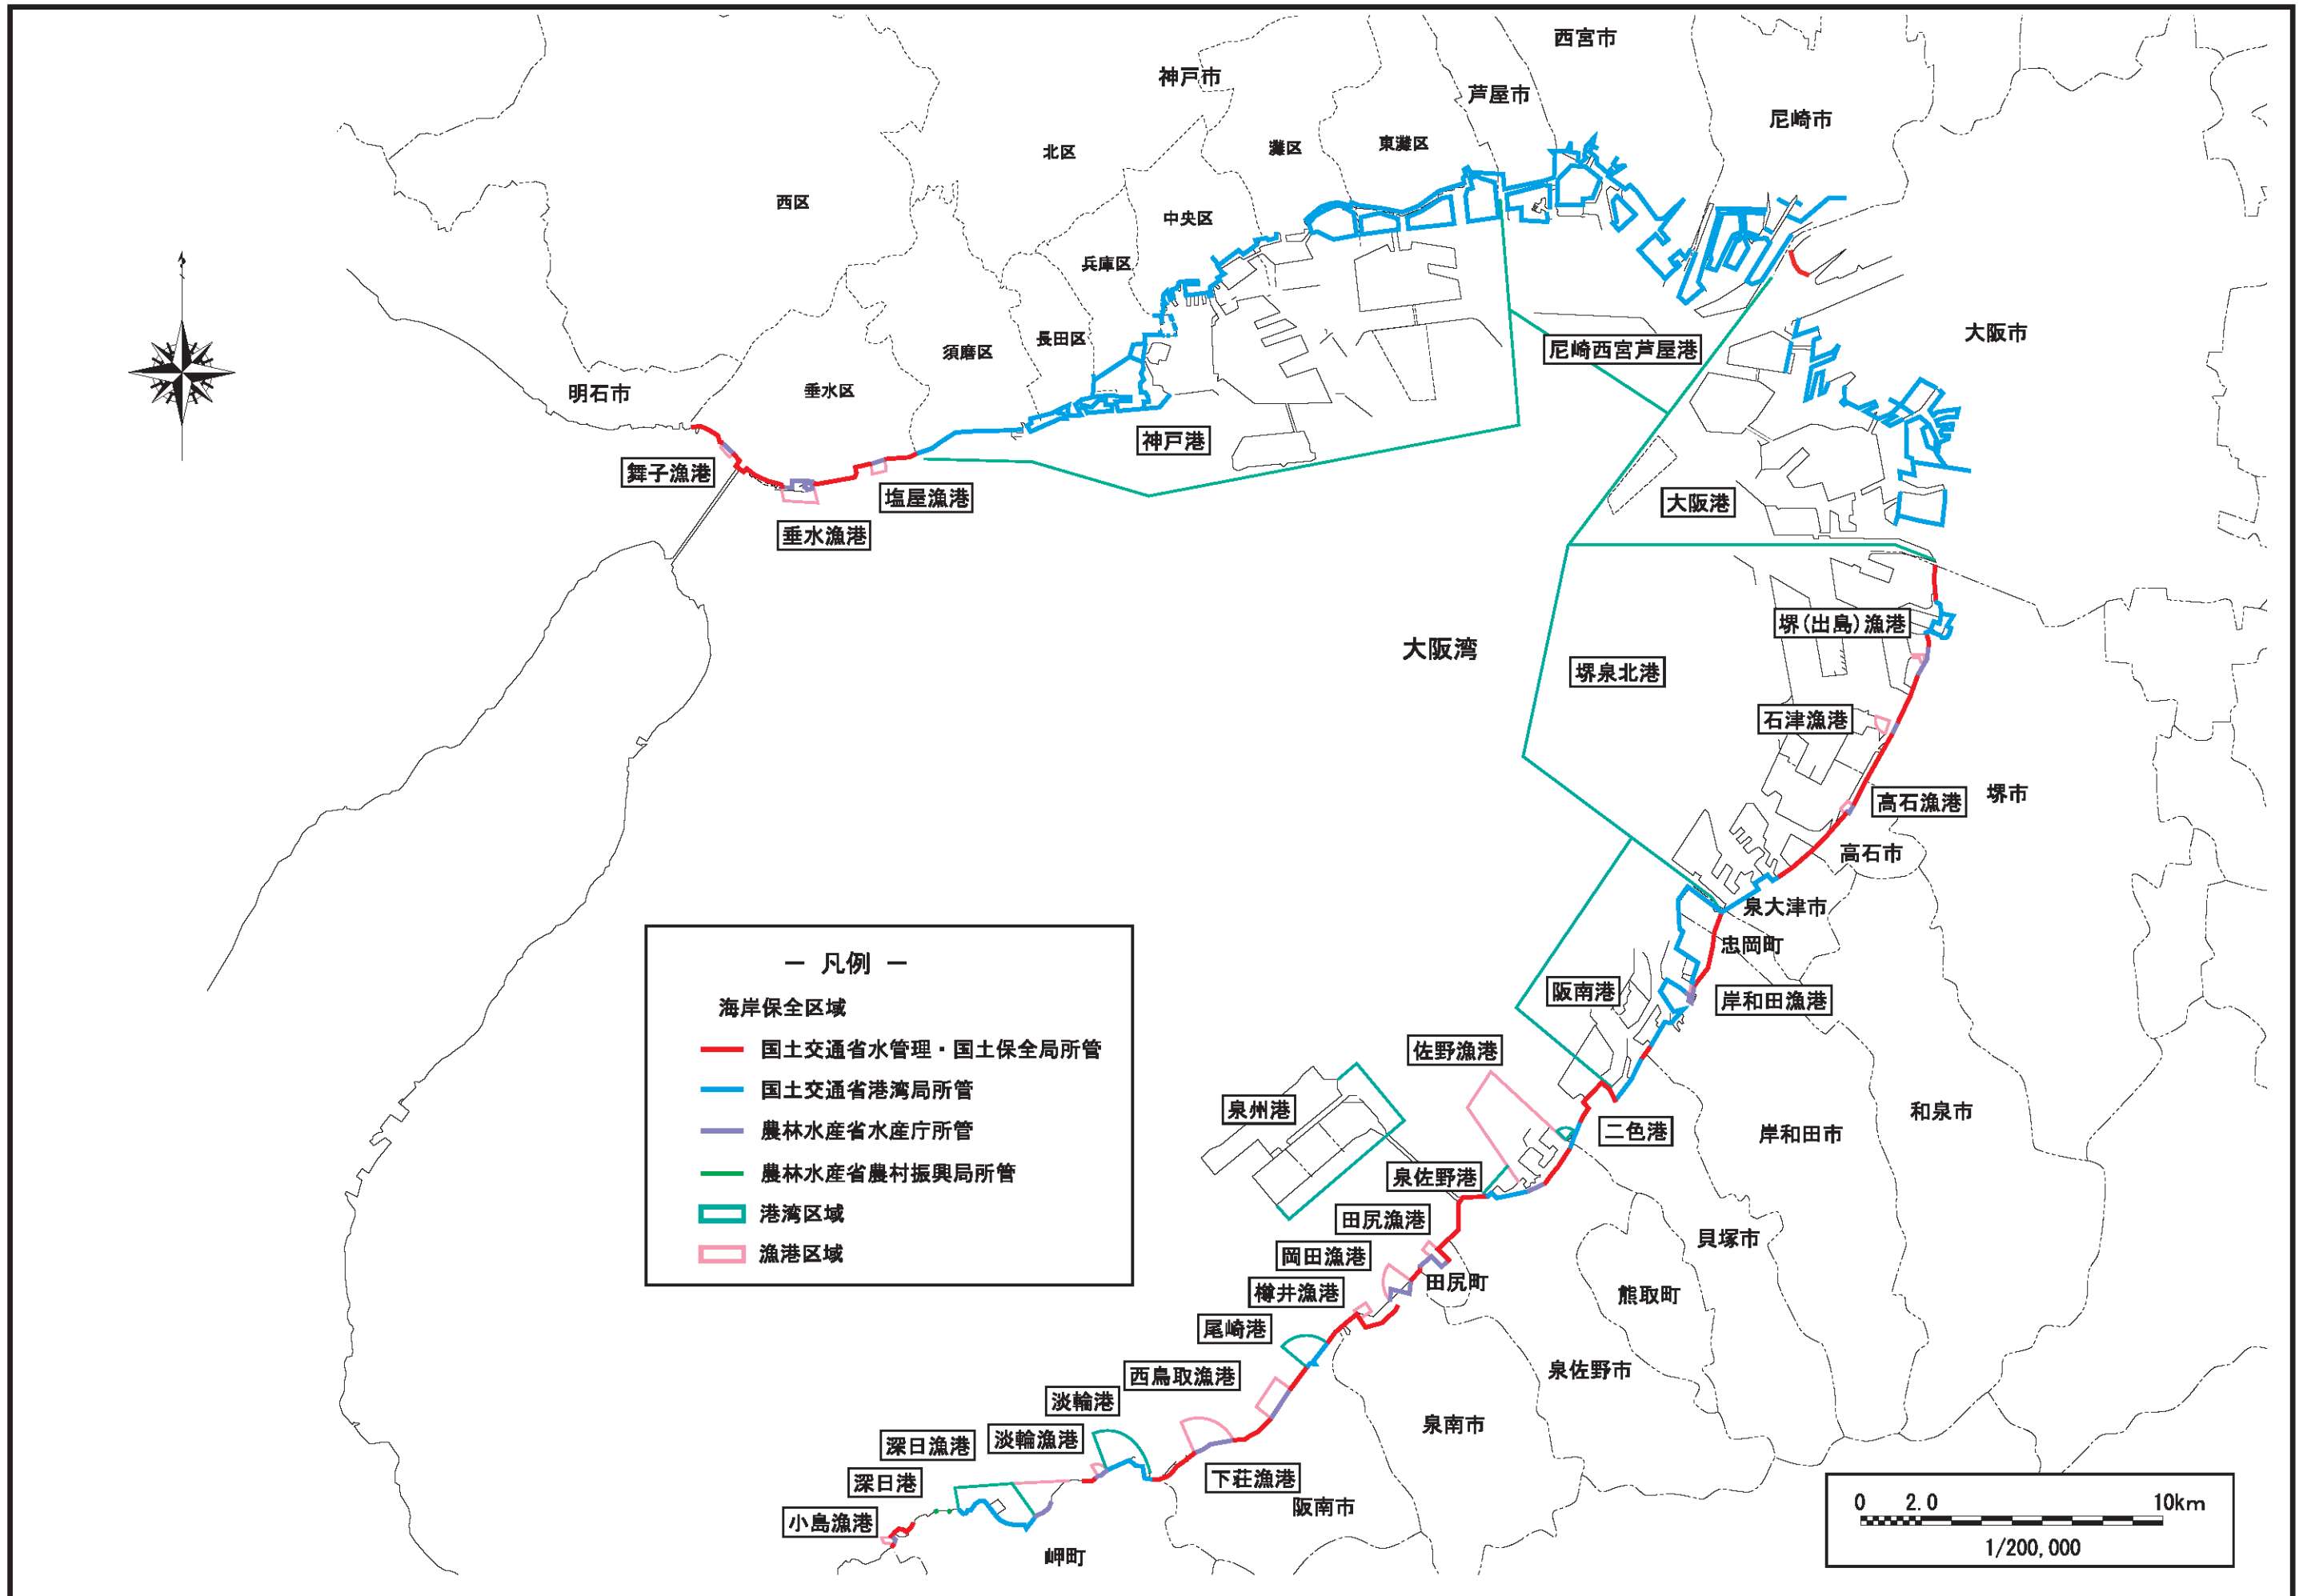 西宮市
神戸市
芦屋市
尼崎市
北区
灘区
東灘区
西区
中央区
兵庫区
長田区
須磨区
垂水区
明石市
尼崎西宮芦屋港
大阪市
神戸港
舞子漁港
塩屋漁港
垂水漁港
大阪港
堺(出島)漁港
大阪湾
堺泉北港
石津漁港
高石漁港
堺市
高石市
泉大津市
忠岡町
阪南港
岸和田漁港
佐野漁港
泉州港
二色港
岸和田市
和泉市
泉佐野港
田尻漁港
貝塚市
岡田漁港
田尻町
熊取町
樽井漁港
尾崎港
西鳥取漁港
泉佐野市
淡輪港
泉南市
深日漁港
淡輪漁港
深日港
下荘漁港
阪南市
小島漁港
岬町
— 凡例 —
海岸保全区域
国土交通省水管理・国土保全局所管
国土交通省港湾局所管
農林水産省水産庁所管
農林水産省農村振興局所管
港湾区域
漁港区域
0 2.0 10km
1/200,000